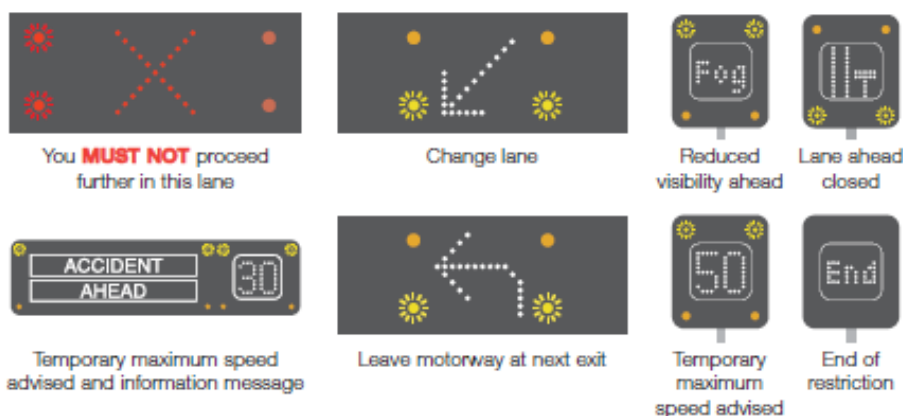 Fog
You MUST NOT proceed
further in this lane
Change lane
Reduced
visibility ahead
Lane ahead
closed
ACCIDENT
AHEAD
30
50
End
Temporary maximum speed
advised and information message
Leave motorway at next exit
Temporary
maximum
speed advised
End of
restriction